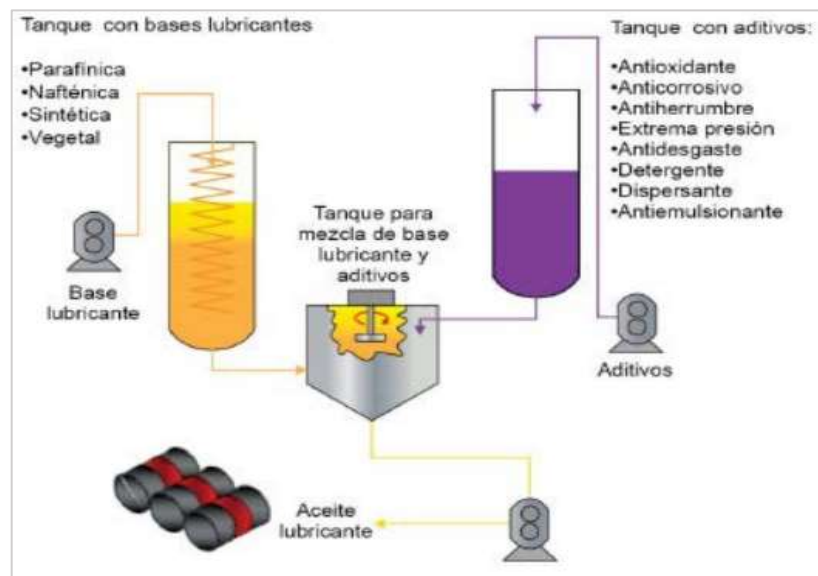 Tanque con bases lubricantes
•Parafínica
•Nafténica
•Sintética
•Vegetal
Base
lubricante
Tanque para
mezcla de base
lubricante y
aditivos
Tanque con aditivos:
•Antioxidante
•Anticorrosivo
•Antiherrumbre
•Extrema presión
•Antidesgaste
•Detergente
•Dispersante
•Antiemulsionante
Aditivos
Aceite
lubricante